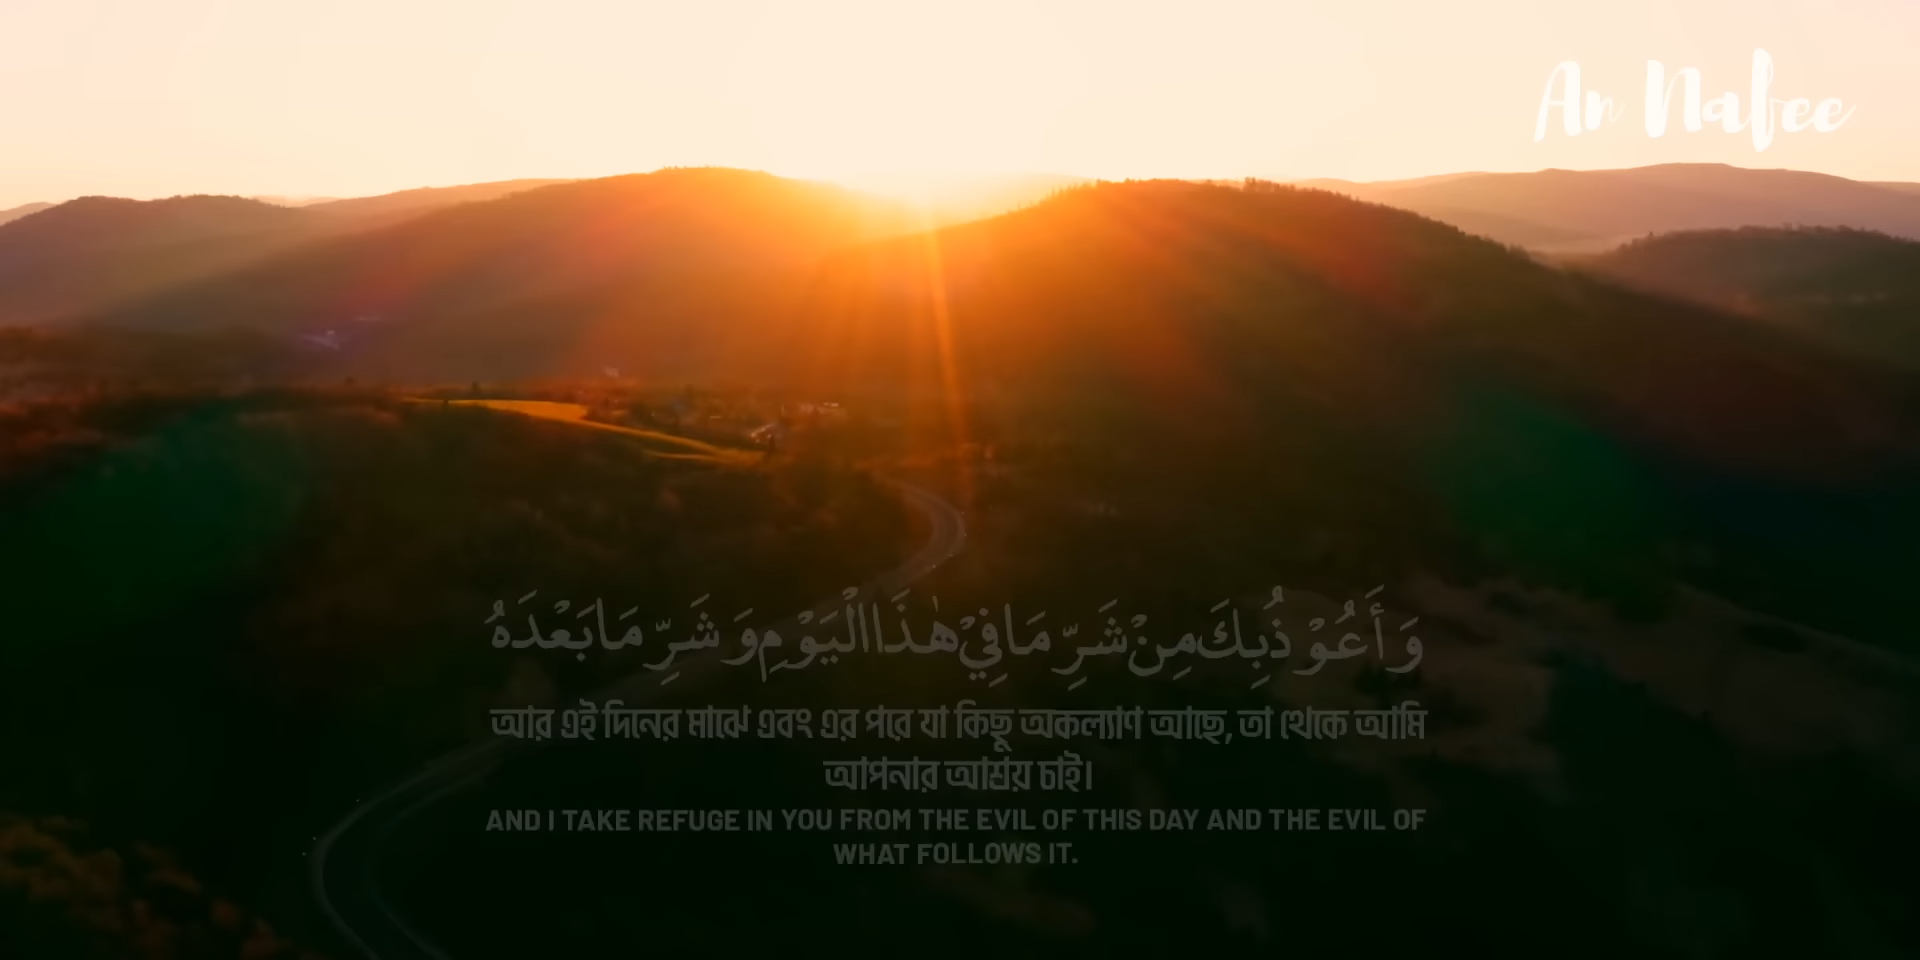 An Nafee
وَأَعُوْذُبِكَ مِنْ شَرِّ مَا فِيْ هٰذَا الْيَوْمِ وَ شَرِّ مَا بَعْدَهُ
আর এই দিনের মাঝে এবং এর পরে যা কিছু অকল্যাণ আছে, তা থেকে আমি
আপনার আশ্রয় চাই।
AND I TAKE REFUGE IN YOU FROM THE EVIL OF THIS DAY AND THE EVIL OF
WHAT FOLLOWS IT.